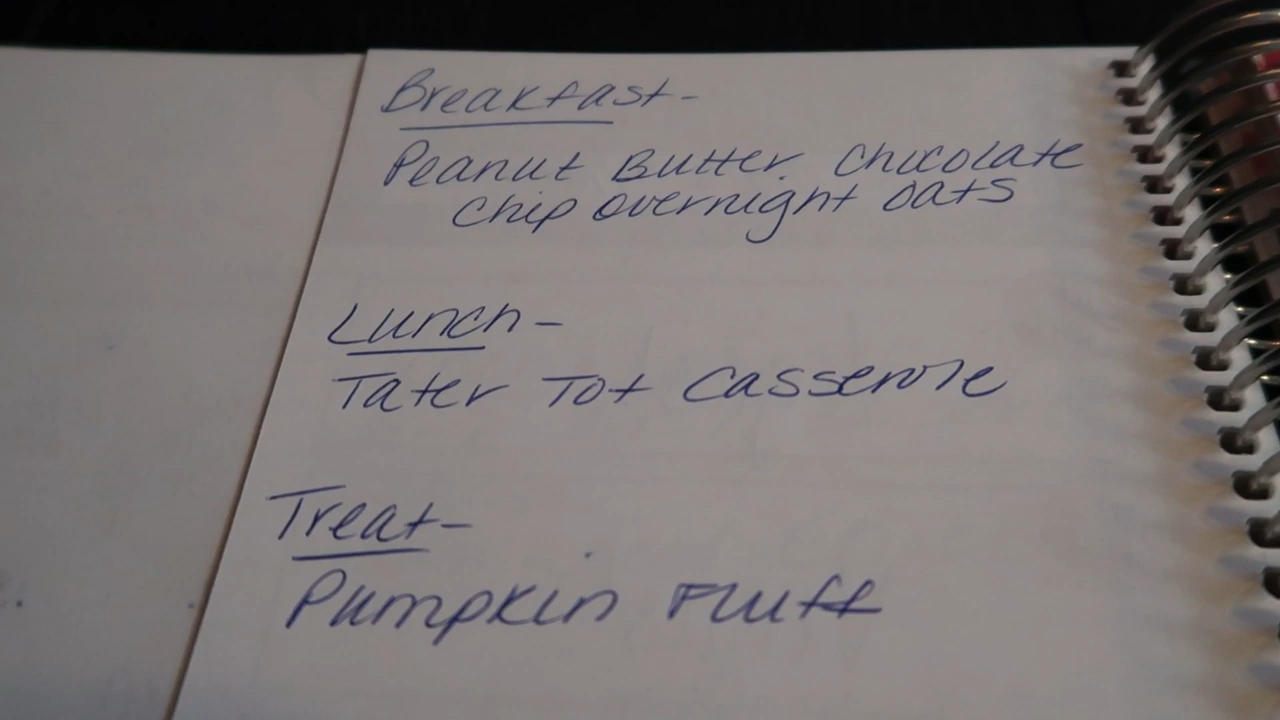 Breakfast-
Peanut Butter Chocolate
chip overnight oats
Lunch-
Tater Tot Casserole
Treat-
Pumpkin Fluff